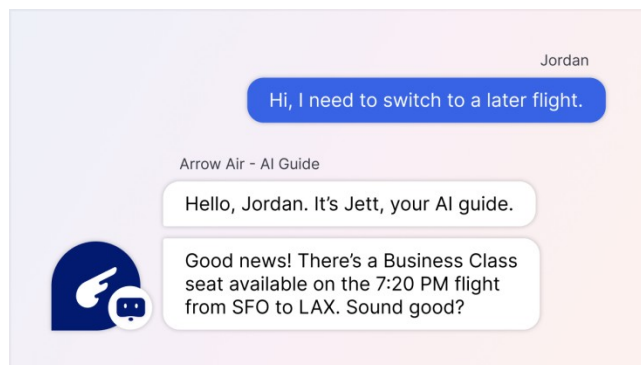 Jordan
Hi, I need to switch to a later flight.
Arrow Air - AI Guide
Hello, Jordan. It’s Jett, your AI guide.
Good news! There’s a Business Class
seat available on the 7:20 PM flight
from SFO to LAX. Sound good?